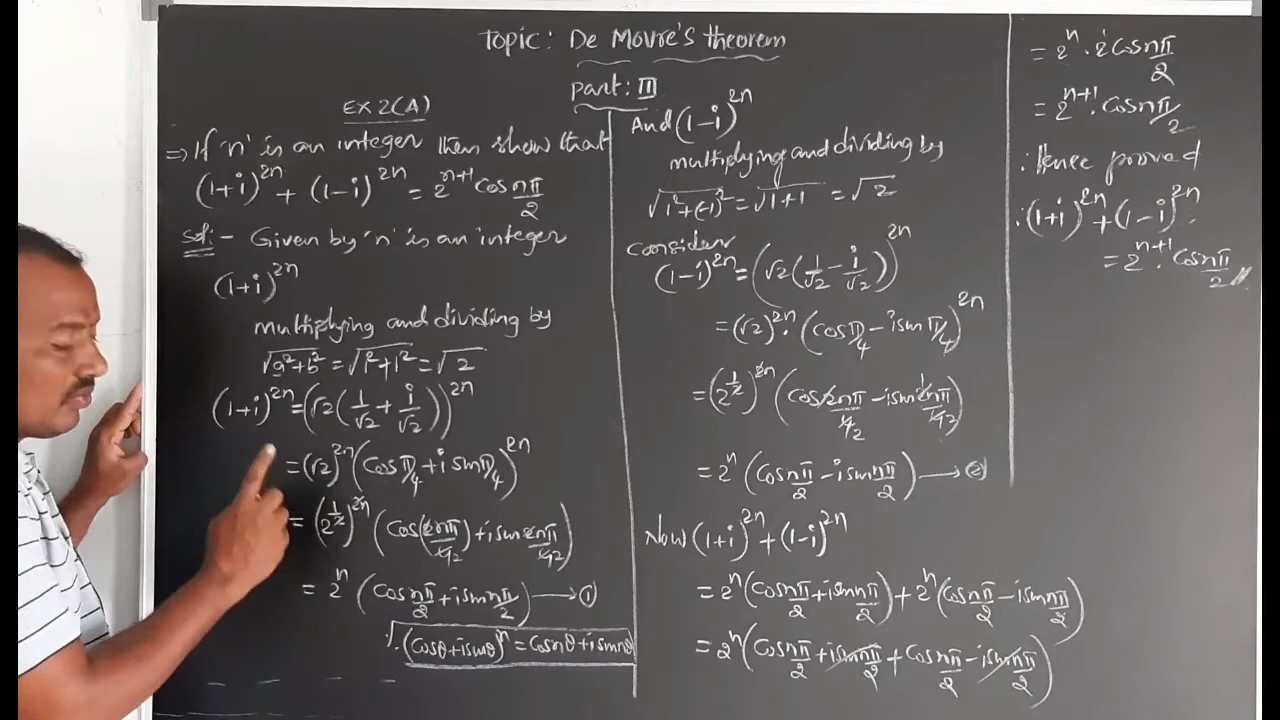 Topic: De Movre's theorem
part: II
EX 2(A)
⇒ If 'n' is an integer then show that
(1+i)^2n + (1-i)^2n = 2^n+1 Cos nπ/2
Sol:- Given by 'n' is an integer
(1+i)^2n
multiplying and dividing by
√a²+b² = √1²+1² = √2
(1+i)^2n = (√2(1/√2 + i/√2))^2n
= (√2)^2n (Cos π/4 + i sin π/4)^2n
= (2^1/2)^2n (Cos(2nπ/4 2) + i sin 2nπ/4 2)
= 2^n (Cos nπ/2 + i sin nπ/2) → ①
∵ (Cosθ + i sinθ)^n = Cos nθ + i sin nθ
And (1-i)^2n
multiplying and dividing by
√1²+(-1)² = √1+1 = √2
Consider
(1-i)^2n = (√2(1/√2 - i/√2))^2n
= (√2)^2n · (Cos π/4 - i sin π/4)^2n
= (2^1/2)^2n (Cos 2nπ/4 2 - i sin 2nπ/4 2)
= 2^n (Cos nπ/2 - i sin nπ/2) → ②
Now (1+i)^2n + (1-i)^2n
= 2^n (Cos nπ/2 + i sin nπ/2) + 2^n (Cos nπ/2 - i sin nπ/2)
= 2^n (Cos nπ/2 + i sin nπ/2 + Cos nπ/2 - i sin nπ/2)
= 2^n · 2 Cos nπ/2
= 2^n+1 · Cos nπ/2
∴ Hence proved
∴ (1+i)^2n + (1-i)^2n
= 2^n+1 · Cos nπ/2